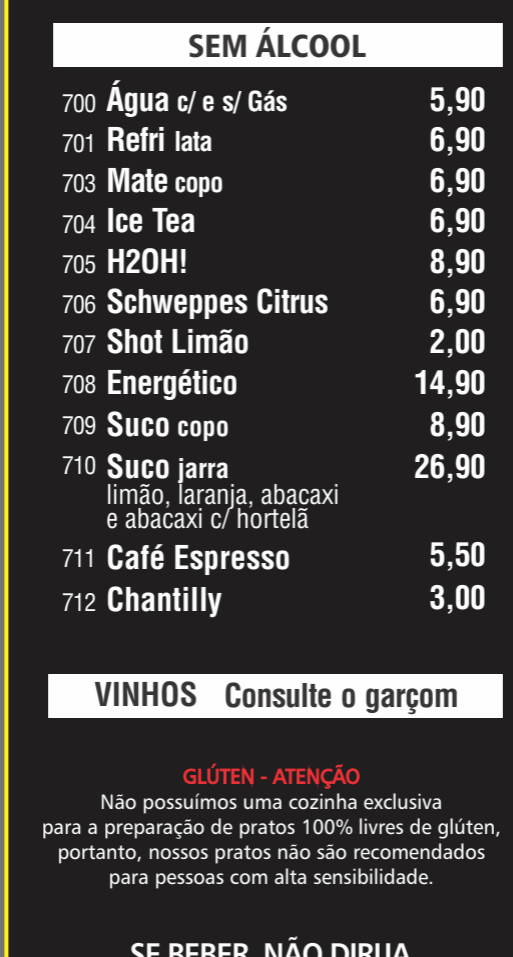 SEM ÁLCOOL
700 Água c/ e s/ Gás 5,90
701 Refri lata 6,90
703 Mate copo 6,90
704 Ice Tea 6,90
705 H2OH! 8,90
706 Schweppes Citrus 6,90
707 Shot Limão 2,00
708 Energético 14,90
709 Suco copo 8,90
710 Suco jarra 26,90
limão, laranja, abacaxi
e abacaxi c/ hortelã
711 Café Espresso 5,50
712 Chantilly 3,00
VINHOS Consulte o garçom
GLÚTEN - ATENÇÃO
Não possuímos uma cozinha exclusiva
para a preparação de pratos 100% livres de glúten,
portanto, nossos pratos não são recomendados
para pessoas com alta sensibilidade.
SE BEBER, NÃO DIRIJA